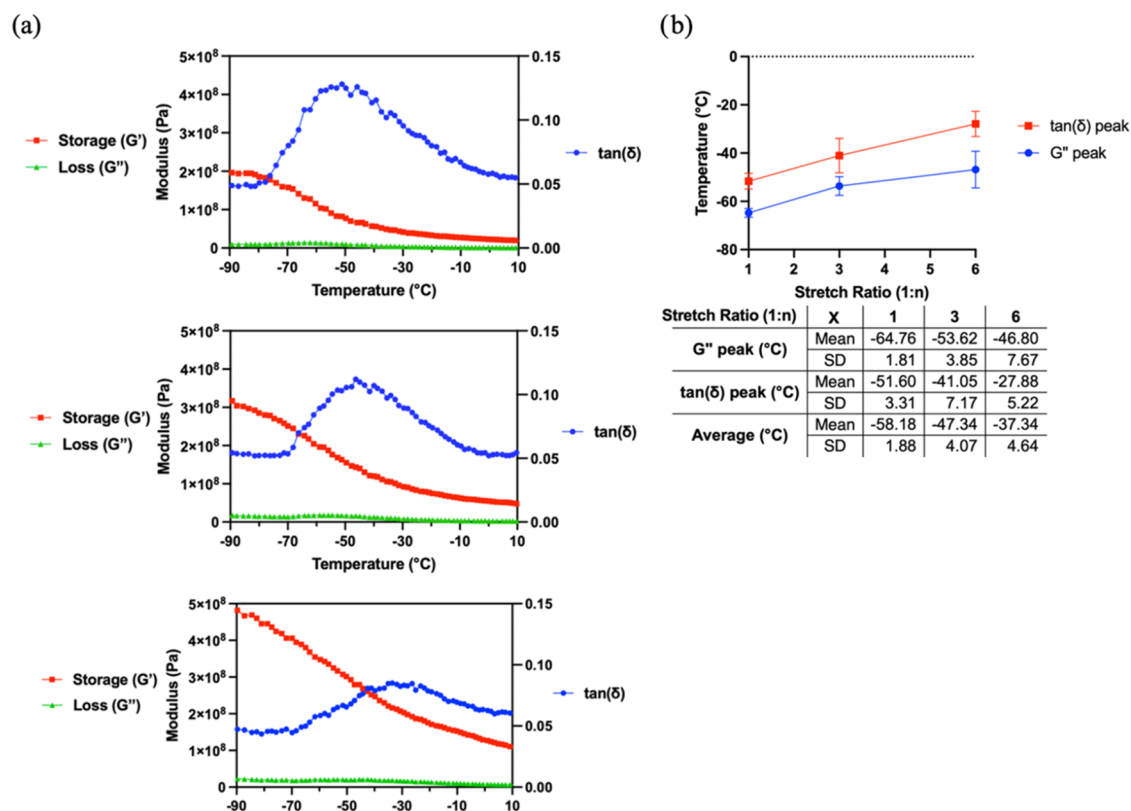 (a)
5×10⁸ 0.15
4×10⁸
3×10⁸ 0.10
2×10⁸
1×10⁸ 0.05
0 0.00
Modulus (Pa)
Storage (G')
Loss (G")
tan(δ)
-90 -70 -50 -30 -10 10
Temperature (°C)
5×10⁸ 0.15
4×10⁸
3×10⁸ 0.10
2×10⁸
1×10⁸ 0.05
0 0.00
Modulus (Pa)
Storage (G')
Loss (G")
tan(δ)
-90 -70 -50 -30 -10 10
Temperature (°C)
5×10⁸ 0.15
4×10⁸
3×10⁸ 0.10
2×10⁸
1×10⁸ 0.05
0 0.00
Modulus (Pa)
Storage (G')
Loss (G")
tan(δ)
-90 -70 -50 -30 -10 10
(b)
0
-20
-40
-60
-80
Temperature (°C)
tan(δ) peak
G" peak
1 2 3 4 5 6
Stretch Ratio (1:n)
Stretch Ratio (1:n) X 1 3 6
G" peak (°C) Mean -64.76 -53.62 -46.80
SD 1.81 3.85 7.67
tan(δ) peak (°C) Mean -51.60 -41.05 -27.88
SD 3.31 7.17 5.22
Average (°C) Mean -58.18 -47.34 -37.34
SD 1.88 4.07 4.64